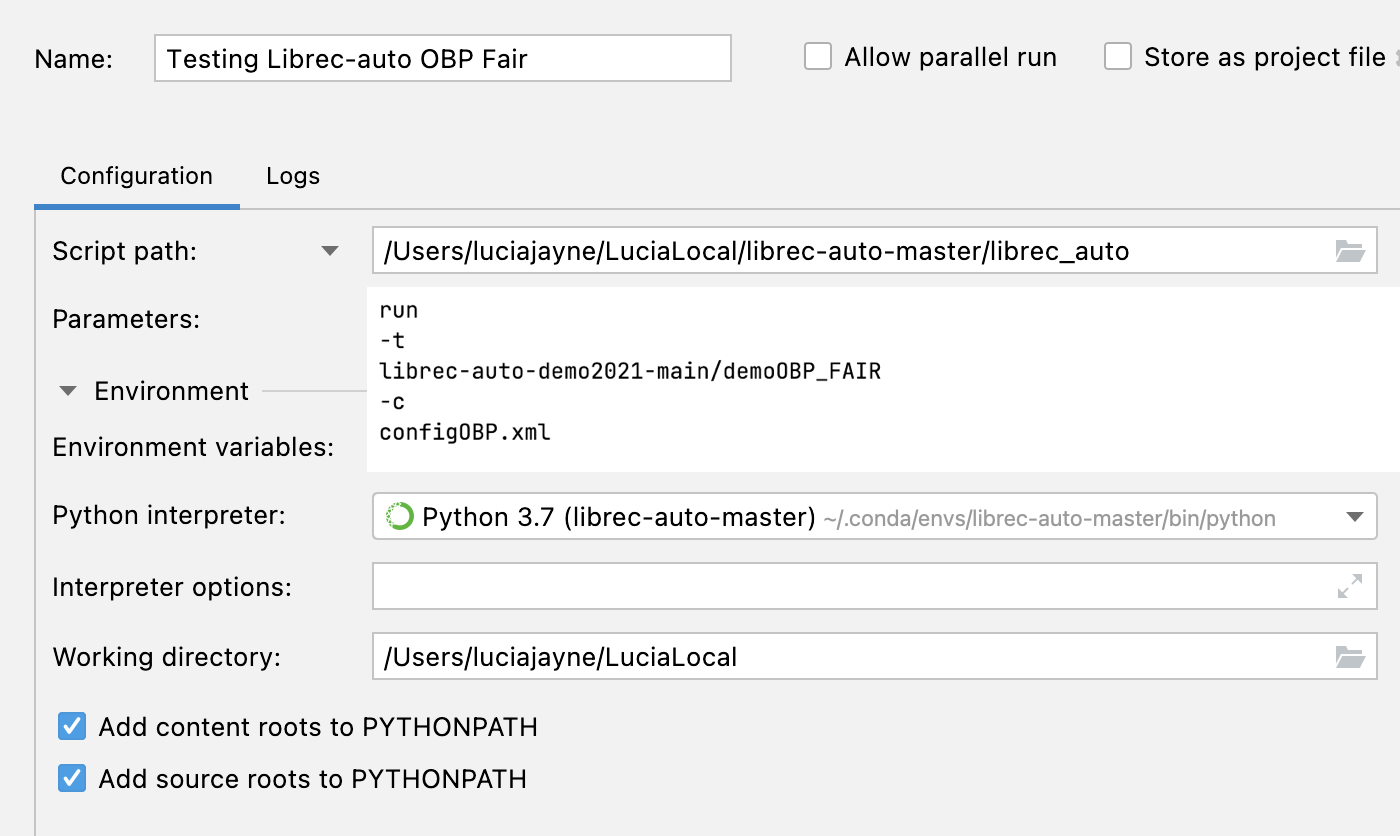 Name: Testing Librec-auto OBP Fair Allow parallel run Store as project file
Configuration Logs
Script path: /Users/luciajayne/LuciaLocal/librec-auto-master/librec_auto
Parameters:
run
-t
librec-auto-demo2021-main/demoOBP_FAIR
-c
configOBP.xml
Environment
Environment variables:
Python interpreter: Python 3.7 (librec-auto-master) ~/.conda/envs/librec-auto-master/bin/python
Interpreter options:
Working directory: /Users/luciajayne/LuciaLocal
Add content roots to PYTHONPATH
Add source roots to PYTHONPATH